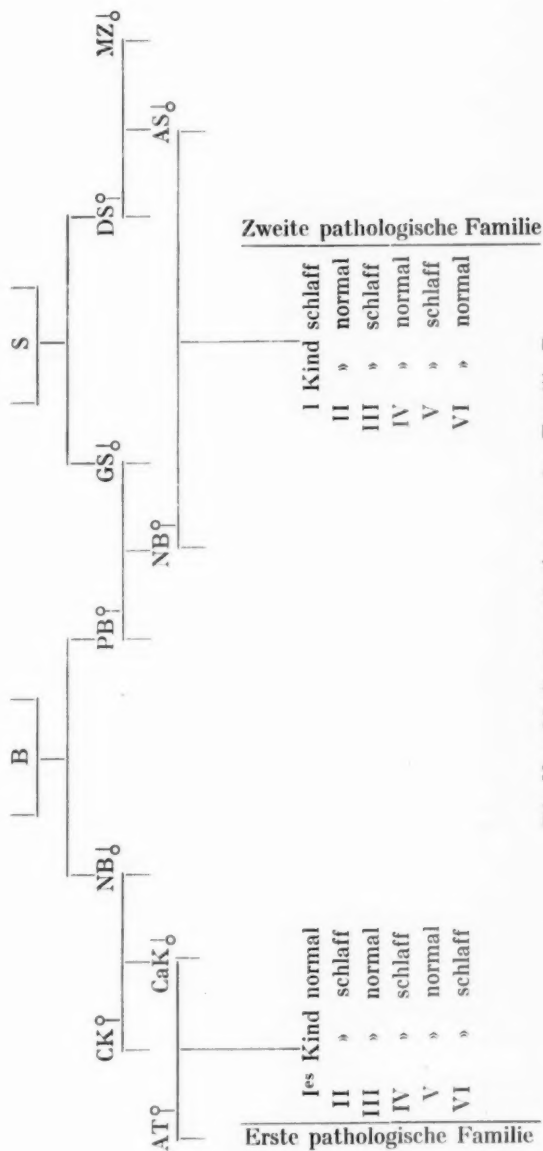 B S
CK♂ NB♀ PB♂ GS♀ DS♂ MZ♀
AT♂ CaK♀ NB♂ AS♀
Erste pathologische Familie
Ies Kind normal
II » schlaff
III » normal
IV » schlaff
V » normal
VI » schlaff
Zweite pathologische Familie
I Kind schlaff
II » normal
III » schlaff
IV » normal
V » schlaff
VI » normal